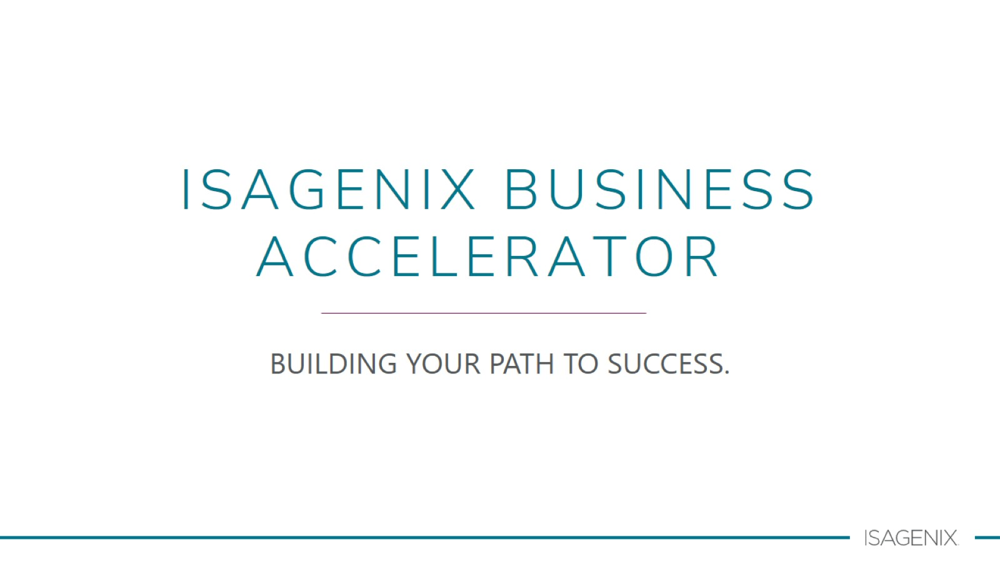 ISAGENIX BUSINESS
ACCELERATOR
BUILDING YOUR PATH TO SUCCESS.
ISAGENIX